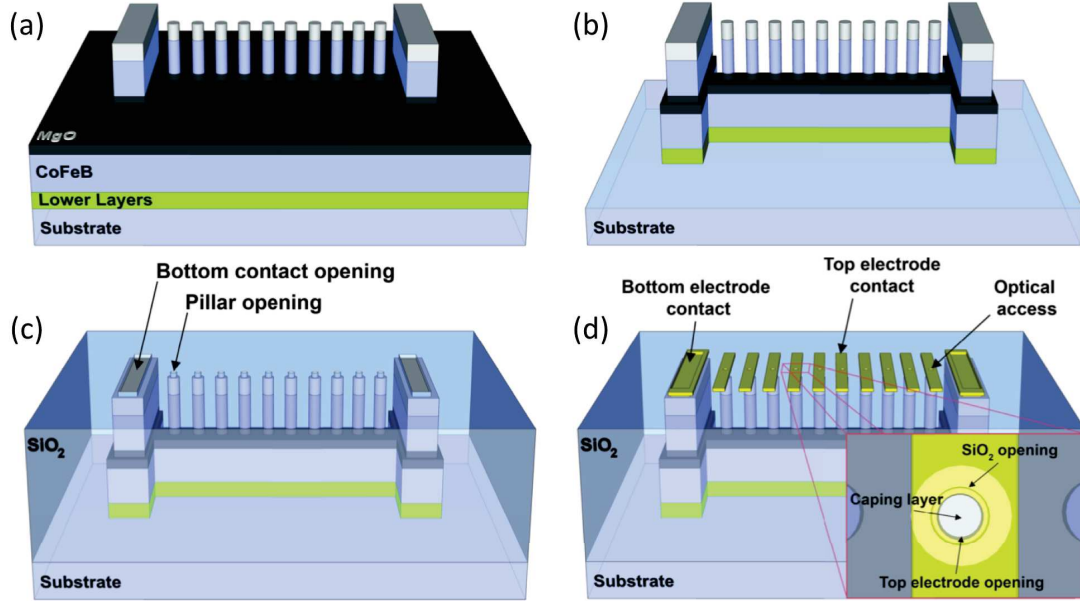 (a)
MgO
CoFeB
Lower Layers
Substrate
(b)
Substrate
(c)
Bottom contact opening
Pillar opening
SiO₂
Substrate
(d)
Bottom electrode
contact
Top electrode
contact
Optical
access
SiO₂ opening
Caping layer
Top electrode opening
SiO₂
Substrate